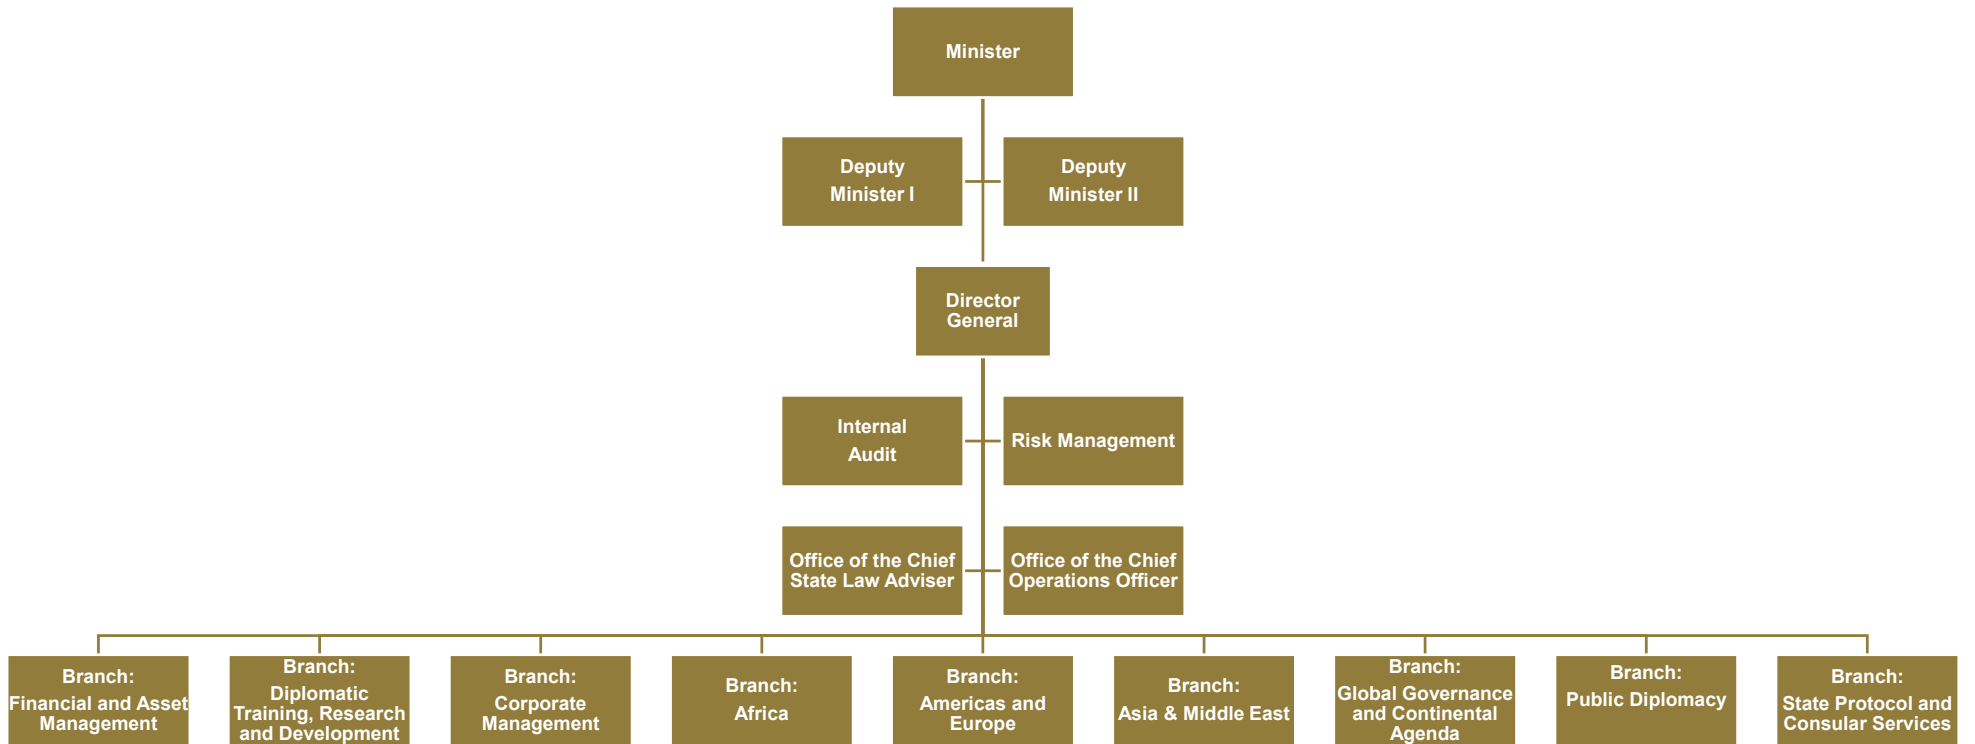 Minister
Deputy
Minister I
Deputy
Minister II
Director
General
Internal
Audit
Risk Management
Office of the Chief
State Law Adviser
Office of the Chief
Operations Officer
Branch:
Financial and Asset
Management
Branch:
Diplomatic
Training, Research
and Development
Branch:
Corporate
Management
Branch:
Africa
Branch:
Americas and
Europe
Branch:
Asia & Middle East
Branch:
Global Governance
and Continental
Agenda
Branch:
Public Diplomacy
Branch:
State Protocol and
Consular Services